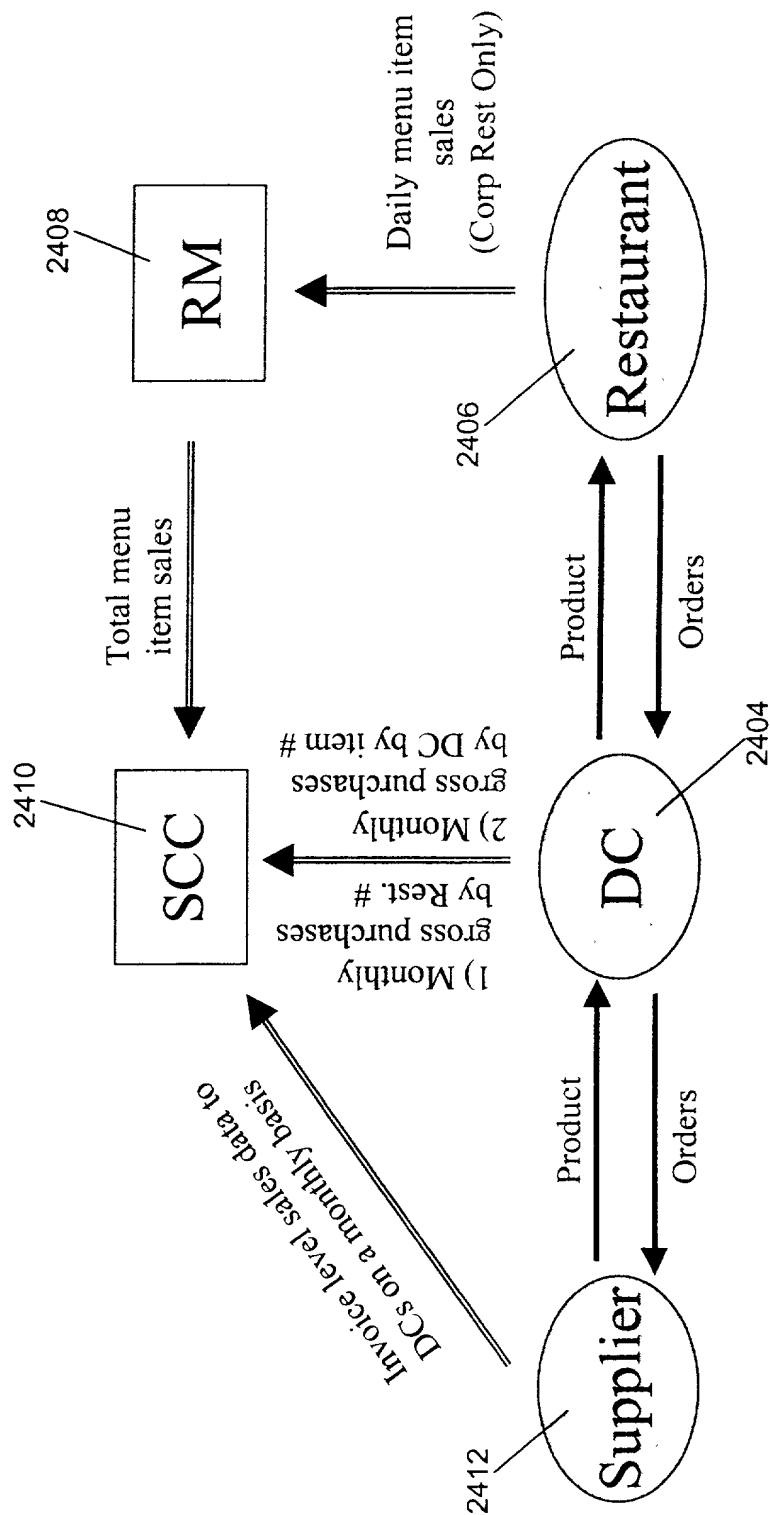 2410
SCC
2408
RM
Total menu
item sales
Daily menu item
sales
(Corp Rest Only)
Invoice level sales data to
DCs on a monthly basis
1) Monthly
gross purchases
by Rest. #
2) Monthly
gross purchases
by DC by item #
2412
Supplier
Product
Orders
DC
2404
Product
Orders
2406
Restaurant